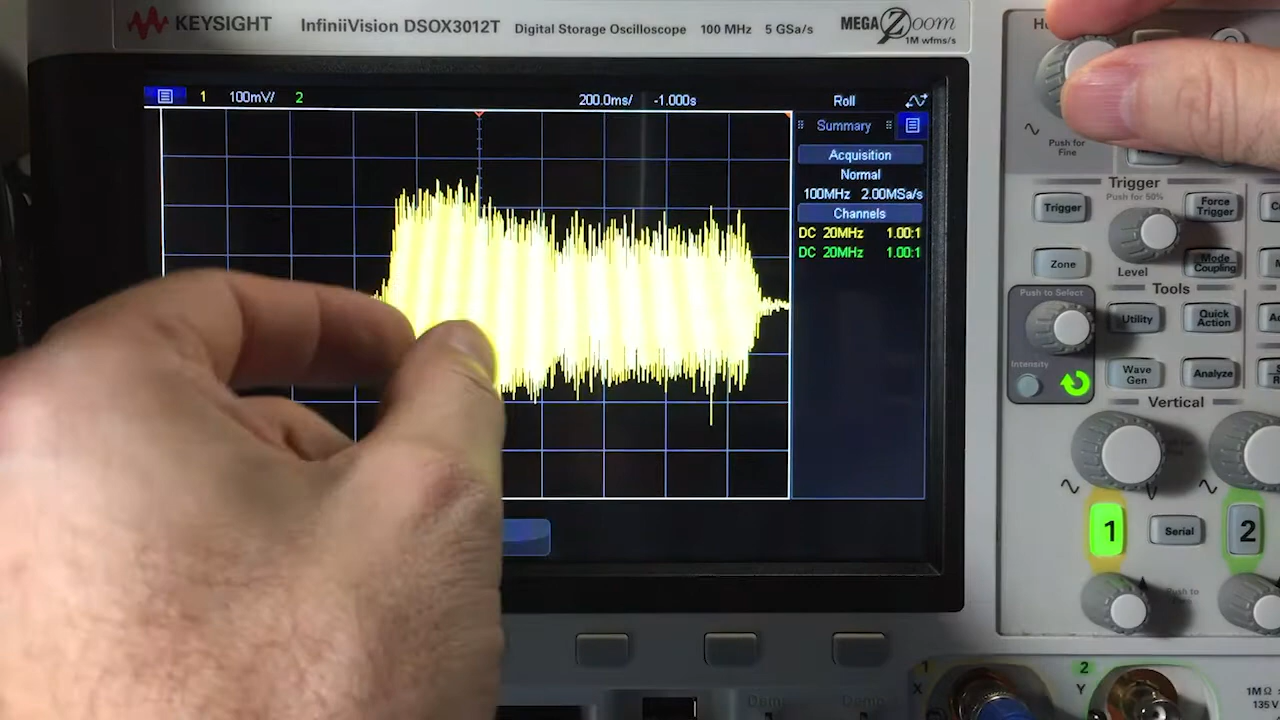 KEYSIGHT InfiniiVision DSOX3012T Digital Storage Oscilloscope 100 MHz 5 GSa/s MEGA Zoom
1M wfms/s
1 100mV/ 2 200.0ms/ -1.000s Roll
Summary
Acquisition
Normal
100MHz 2.00MSa/s
Channels
DC 20MHz 1.00:1
DC 20MHz 1.00:1
Push for
Fine
Trigger
Push for 50%
Trigger
Force
Trigger
Level
Zone
Mode
Coupling
Tools
Push to Select
Utility
Quick
Action
Intensity
Wave
Gen
Analyze
Vertical
1
Serial
2
Push to
1
X
2
Y
1MΩ
135 V